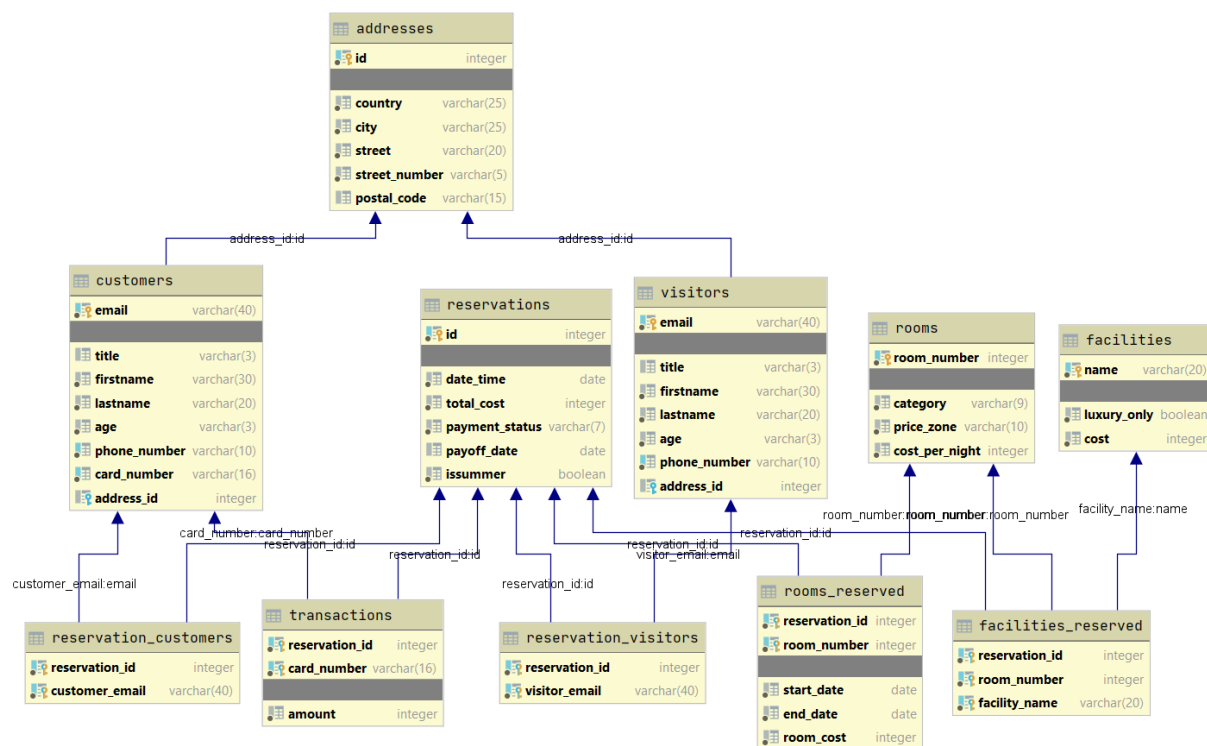 addresses
id integer
country varchar(25)
city varchar(25)
street varchar(20)
street_number varchar(5)
postal_code varchar(15)
address_id:id
address_id:id
customers
email varchar(40)
title varchar(3)
firstname varchar(30)
lastname varchar(20)
age varchar(3)
phone_number varchar(10)
card_number varchar(16)
address_id integer
reservations
id integer
date_time date
total_cost integer
payment_status varchar(7)
payoff_date date
issummer boolean
visitors
email varchar(40)
title varchar(3)
firstname varchar(30)
lastname varchar(20)
age varchar(3)
phone_number varchar(10)
address_id integer
rooms
room_number integer
category varchar(9)
price_zone varchar(10)
cost_per_night integer
facilities
name varchar(20)
luxury_only boolean
cost integer
card_number:card_number
reservation_id:id
reservation_id:id
customer_email:email
reservation_id:id
reservation_id:id
visitor_email:email
reservation_id:id
room_number:room_number:room_number
facility_name:name
reservation_customers
reservation_id integer
customer_email varchar(40)
transactions
reservation_id integer
card_number varchar(16)
amount integer
reservation_visitors
reservation_id integer
visitor_email varchar(40)
rooms_reserved
reservation_id integer
room_number integer
start_date date
end_date date
room_cost integer
facilities_reserved
reservation_id integer
room_number integer
facility_name varchar(20)